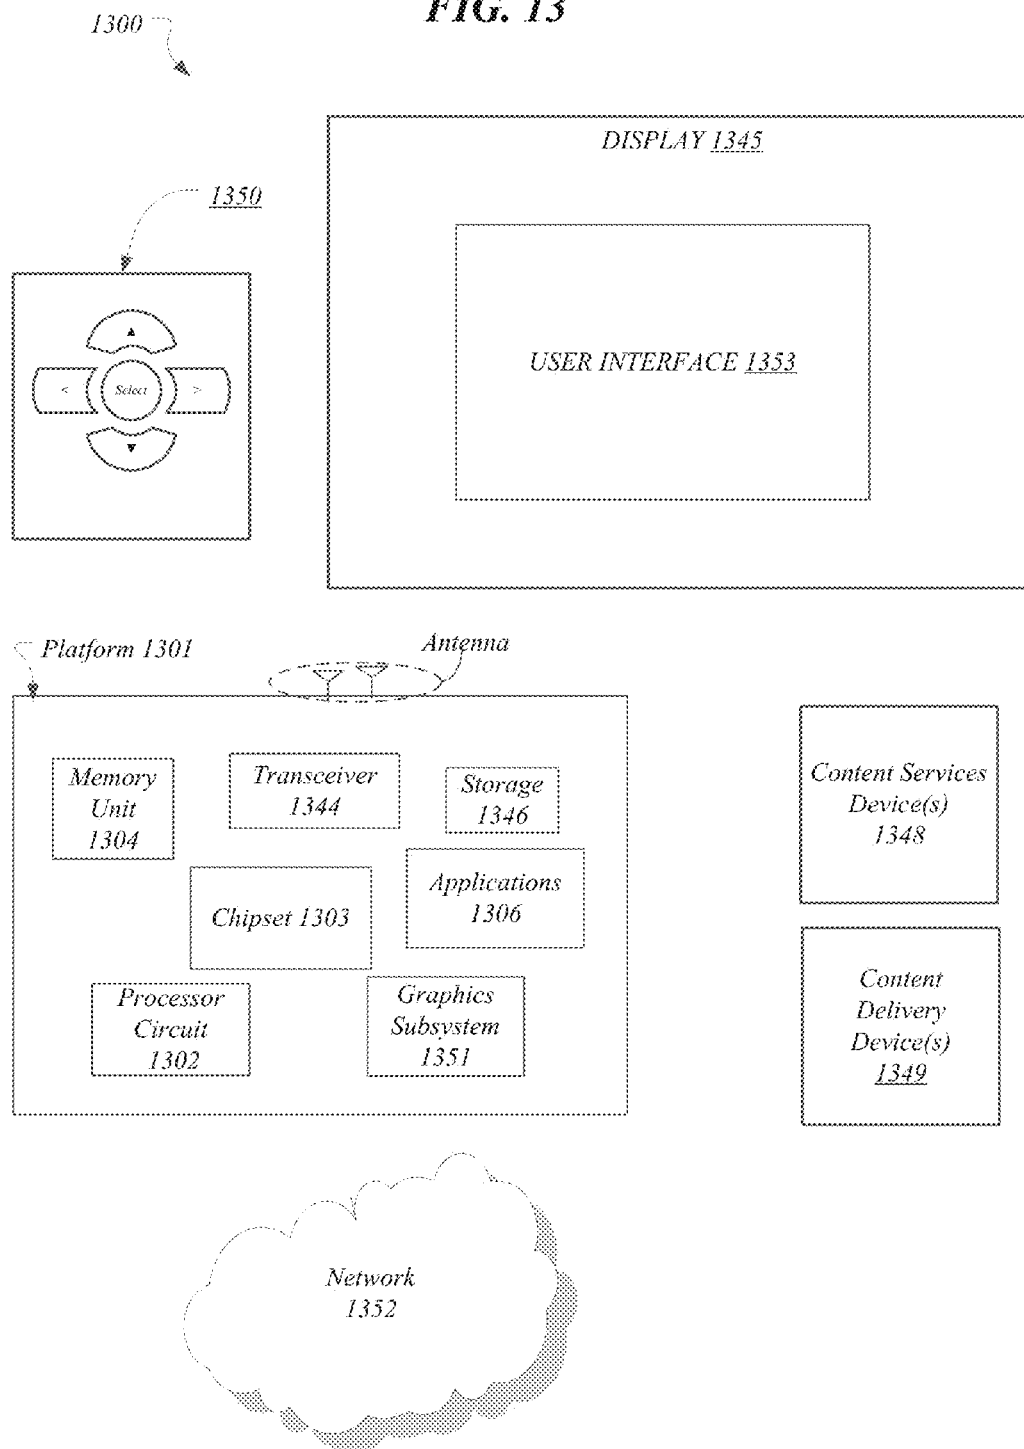 FIG. 13
1300
DISPLAY 1345
1350
USER INTERFACE 1353
<
Select
>
Platform 1301
Antenna
Memory
Unit
1304
Transceiver
1344
Storage
1346
Chipset 1303
Applications
1306
Processor
Circuit
1302
Graphics
Subsystem
1351
Content Services
Device(s)
1348
Content
Delivery
Device(s)
1349
Network
1352